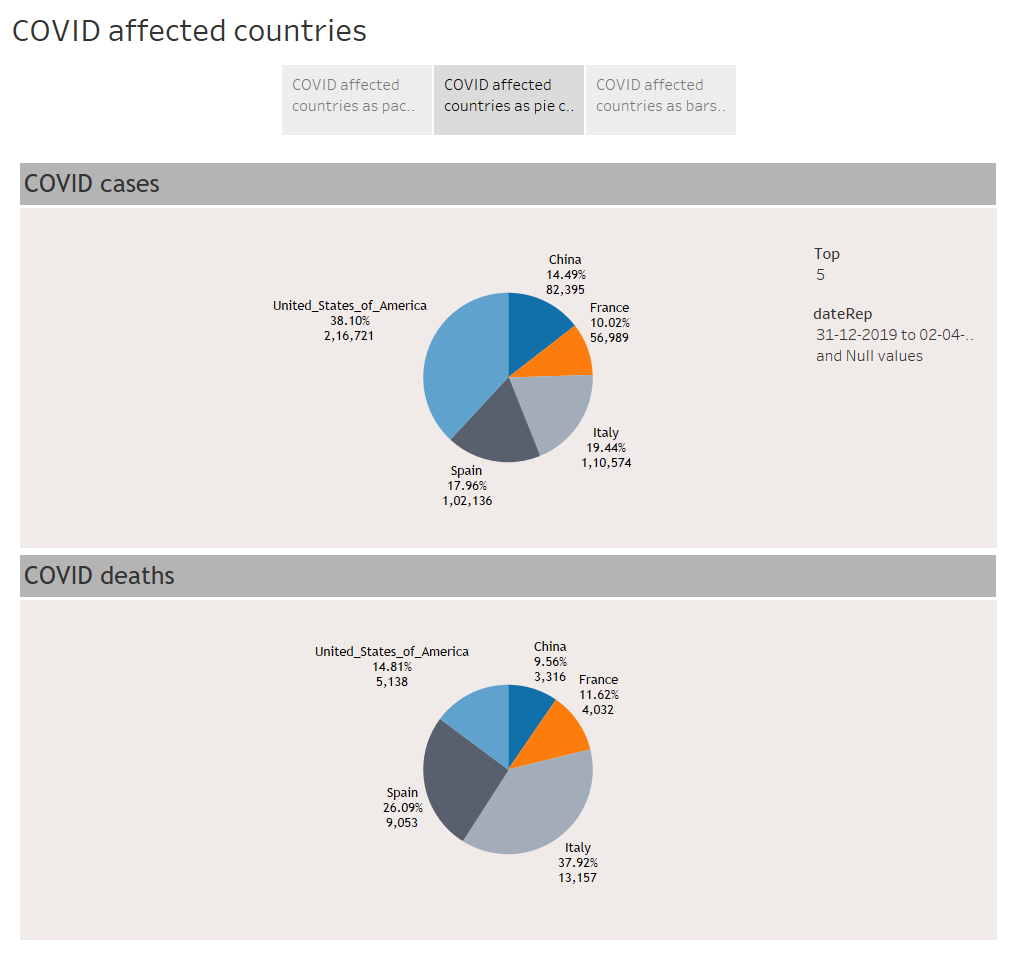 COVID affected countries
COVID affected
countries as pac..
COVID affected
countries as pie c..
COVID affected
countries as bars..
COVID cases
China
14.49%
82,395
France
10.02%
56,989
United_States_of_America
38.10%
2,16,721
Italy
19.44%
1,10,574
Spain
17.96%
1,02,136
Top
5
dateRep
31-12-2019 to 02-04-..
and Null values
COVID deaths
United_States_of_America
14.81%
5,138
China
9.56%
3,316
France
11.62%
4,032
Spain
26.09%
9,053
Italy
37.92%
13,157